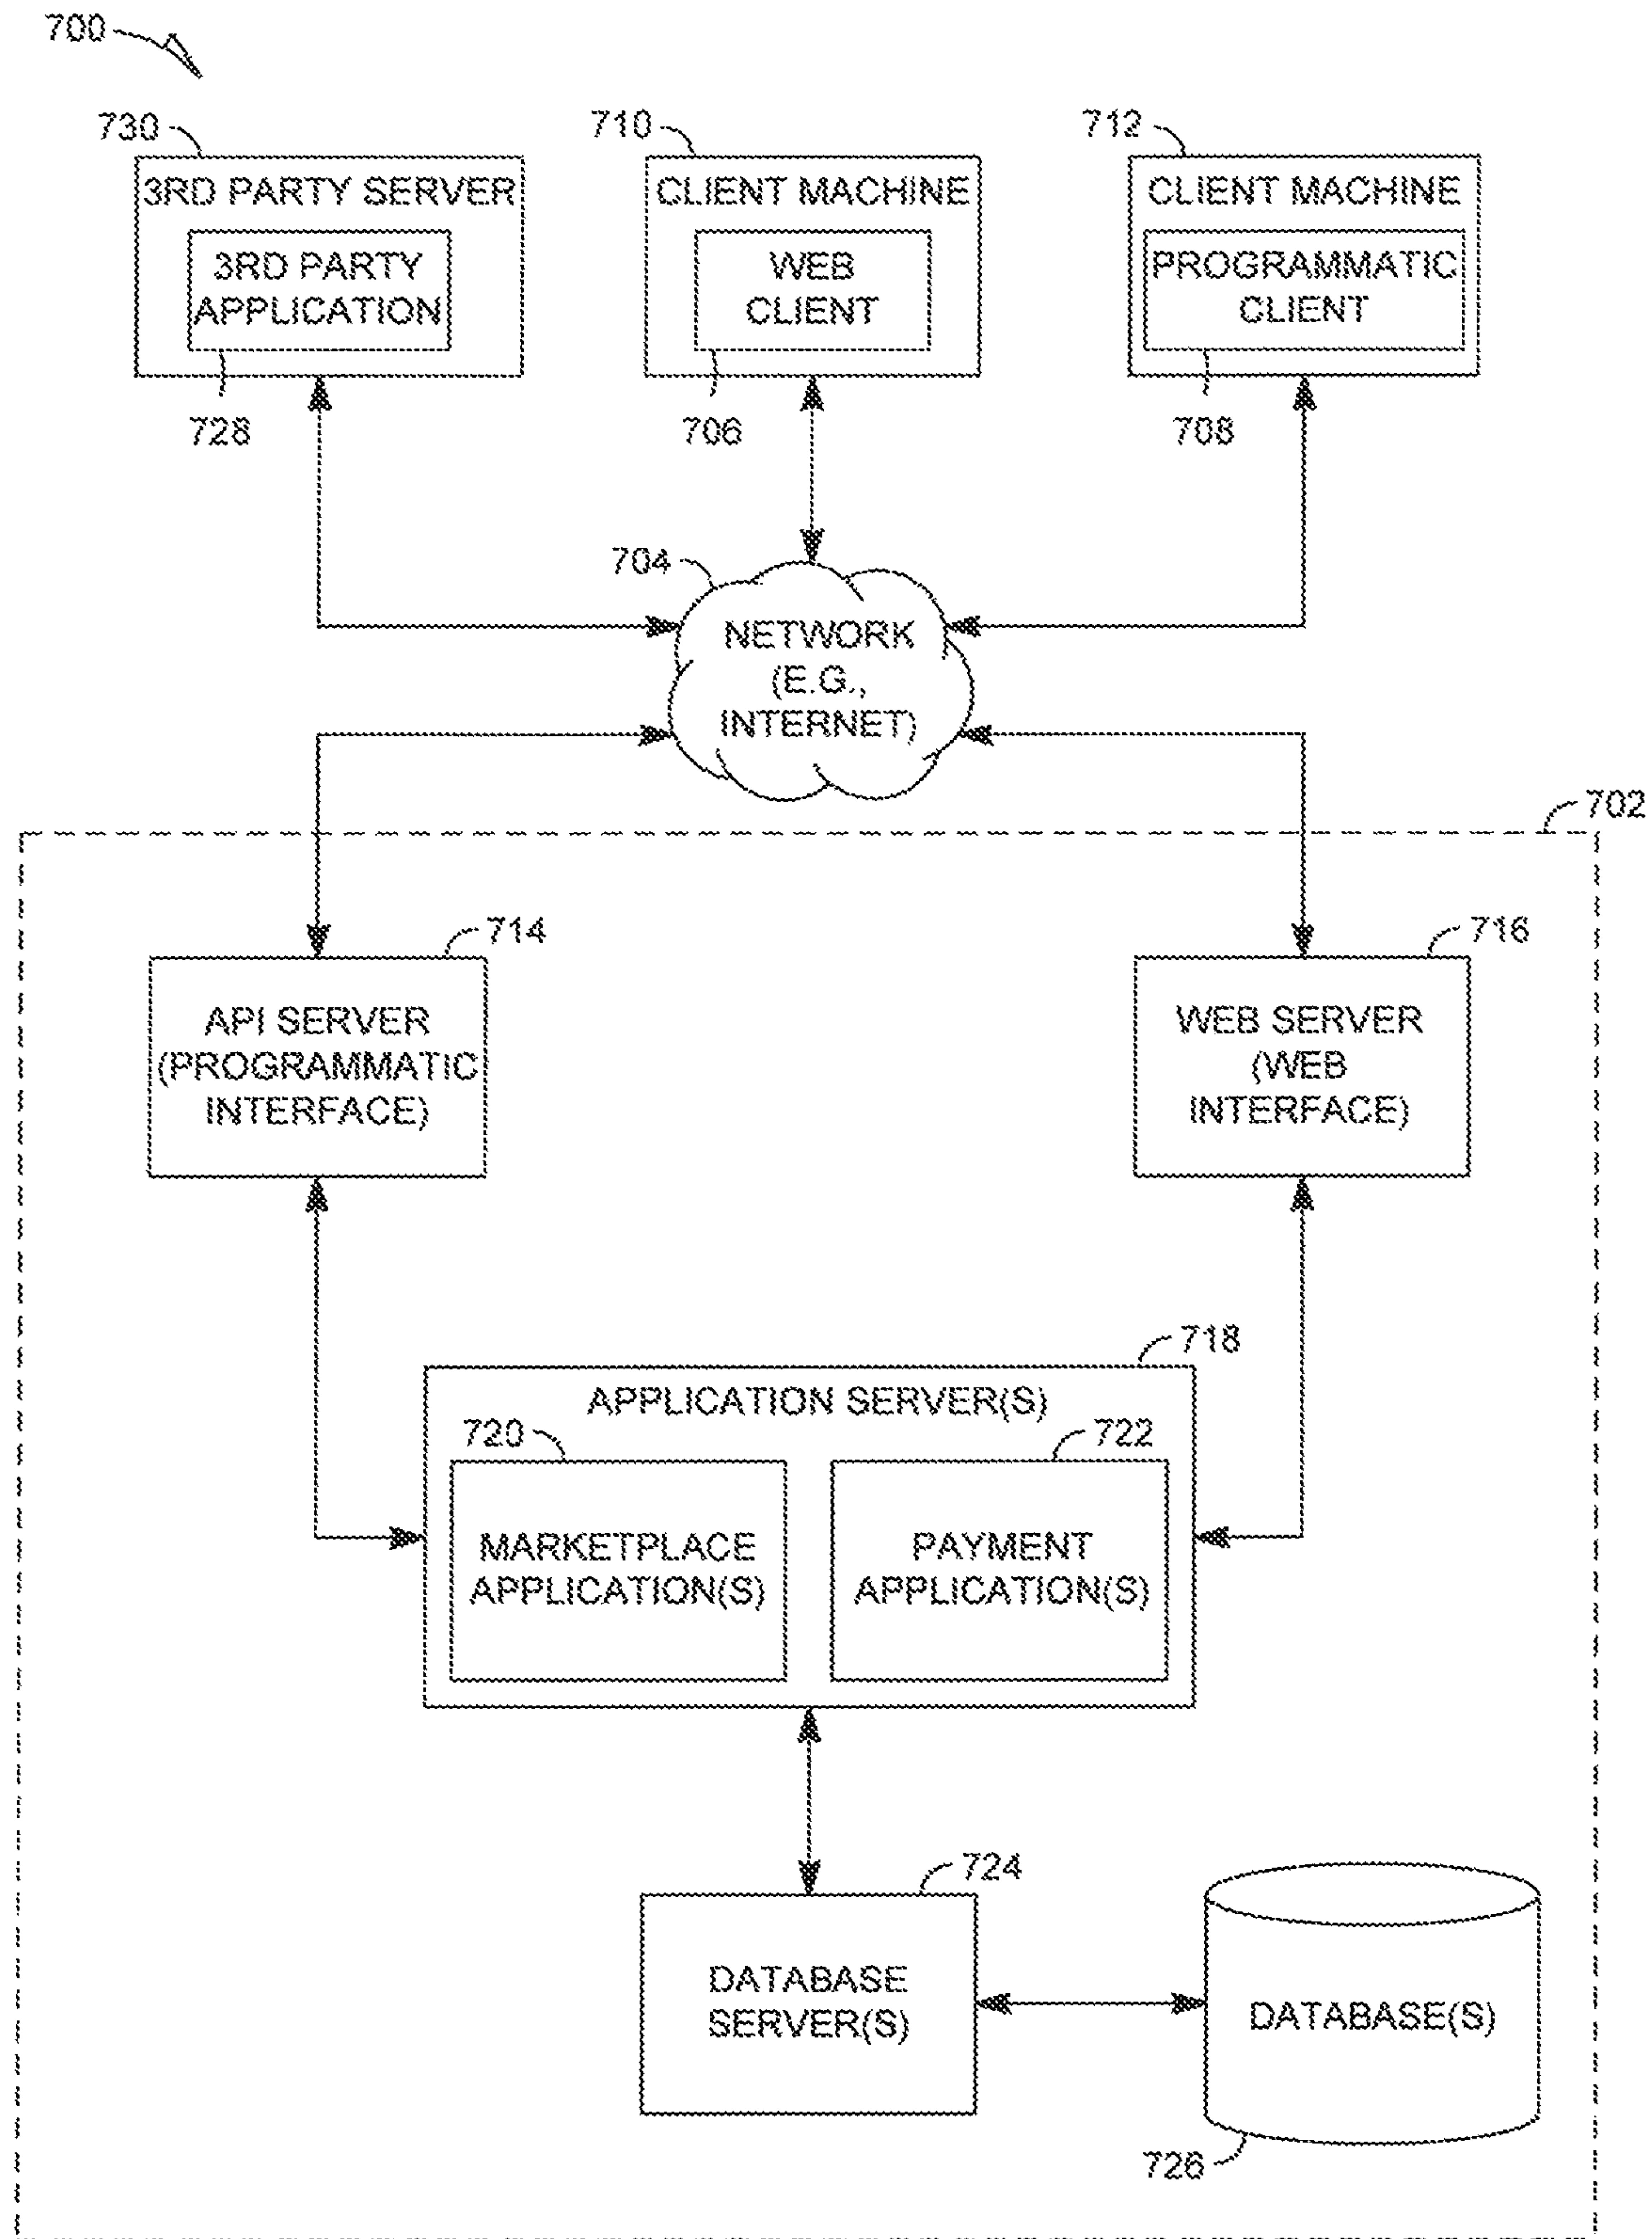 700
730
710
712
3RD PARTY SERVER
CLIENT MACHINE
CLIENT MACHINE
3RD PARTY
APPLICATION
WEB
CLIENT
PROGRAMMATIC
CLIENT
728
706
708
704
NETWORK
(E.G.,
INTERNET)
702
714
716
API SERVER
(PROGRAMMATIC
INTERFACE)
WEB SERVER
(WEB
INTERFACE)
718
APPLICATION SERVER(S)
720
722
MARKETPLACE
APPLICATION(S)
PAYMENT
APPLICATION(S)
724
DATABASE
SERVER(S)
DATABASE(S)
726